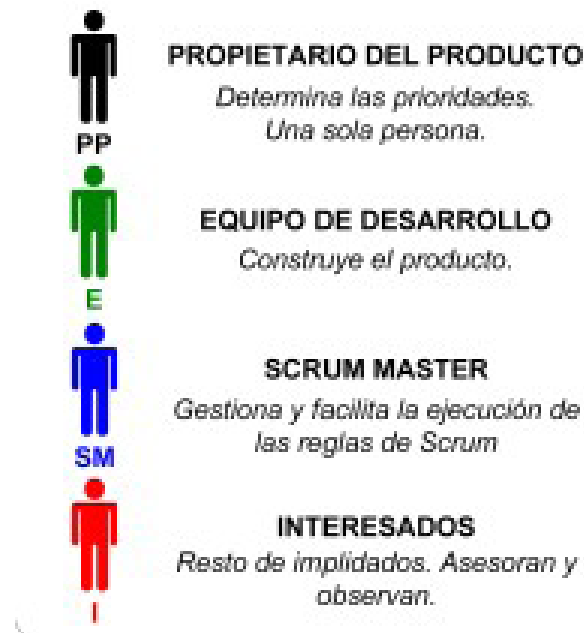 PROPIETARIO DEL PRODUCTO
Determina las prioridades.
Una sola persona.
PP
EQUIPO DE DESARROLLO
Construye el producto.
E
SCRUM MASTER
Gestiona y facilita la ejecución de
las reglas de Scrum
SM
INTERESADOS
Resto de implidados. Asesoran y
observan.
I